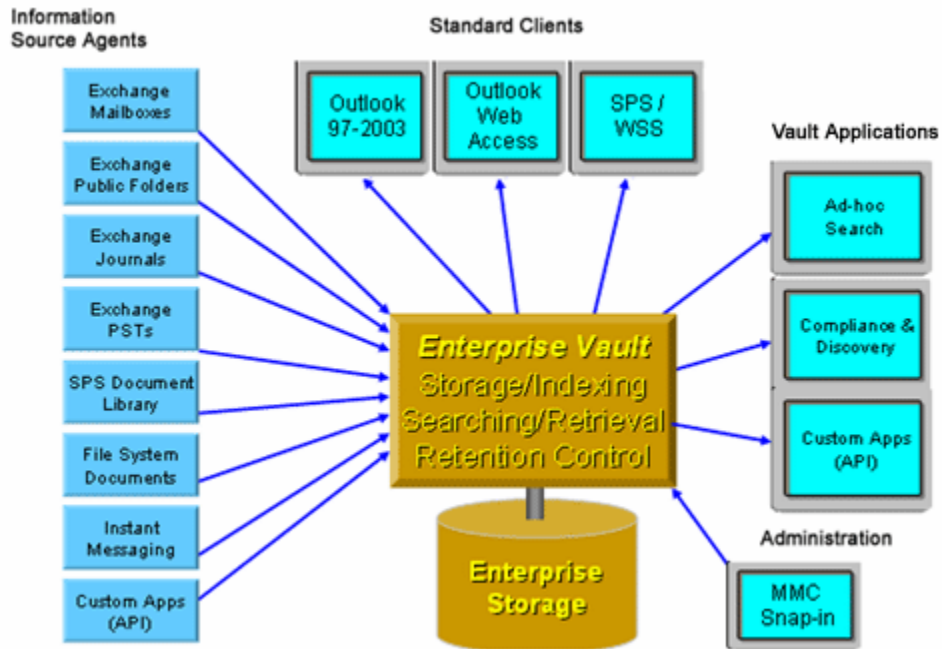 Information
Source Agents
Exchange
Mailboxes
Exchange
Public Folders
Exchange
Journals
Exchange
PSTs
SPS Document
Library
File System
Documents
Instant
Messaging
Custom Apps
(API)
Standard Clients
Outlook
97-2003
Outlook
Web
Access
SPS /
WSS
Vault Applications
Ad-hoc
Search
Compliance &
Discovery
Custom Apps
(API)
Enterprise Vault
Storage/Indexing
Searching/Retrieval
Retention Control
Enterprise
Storage
Administration
MMC
Snap-in